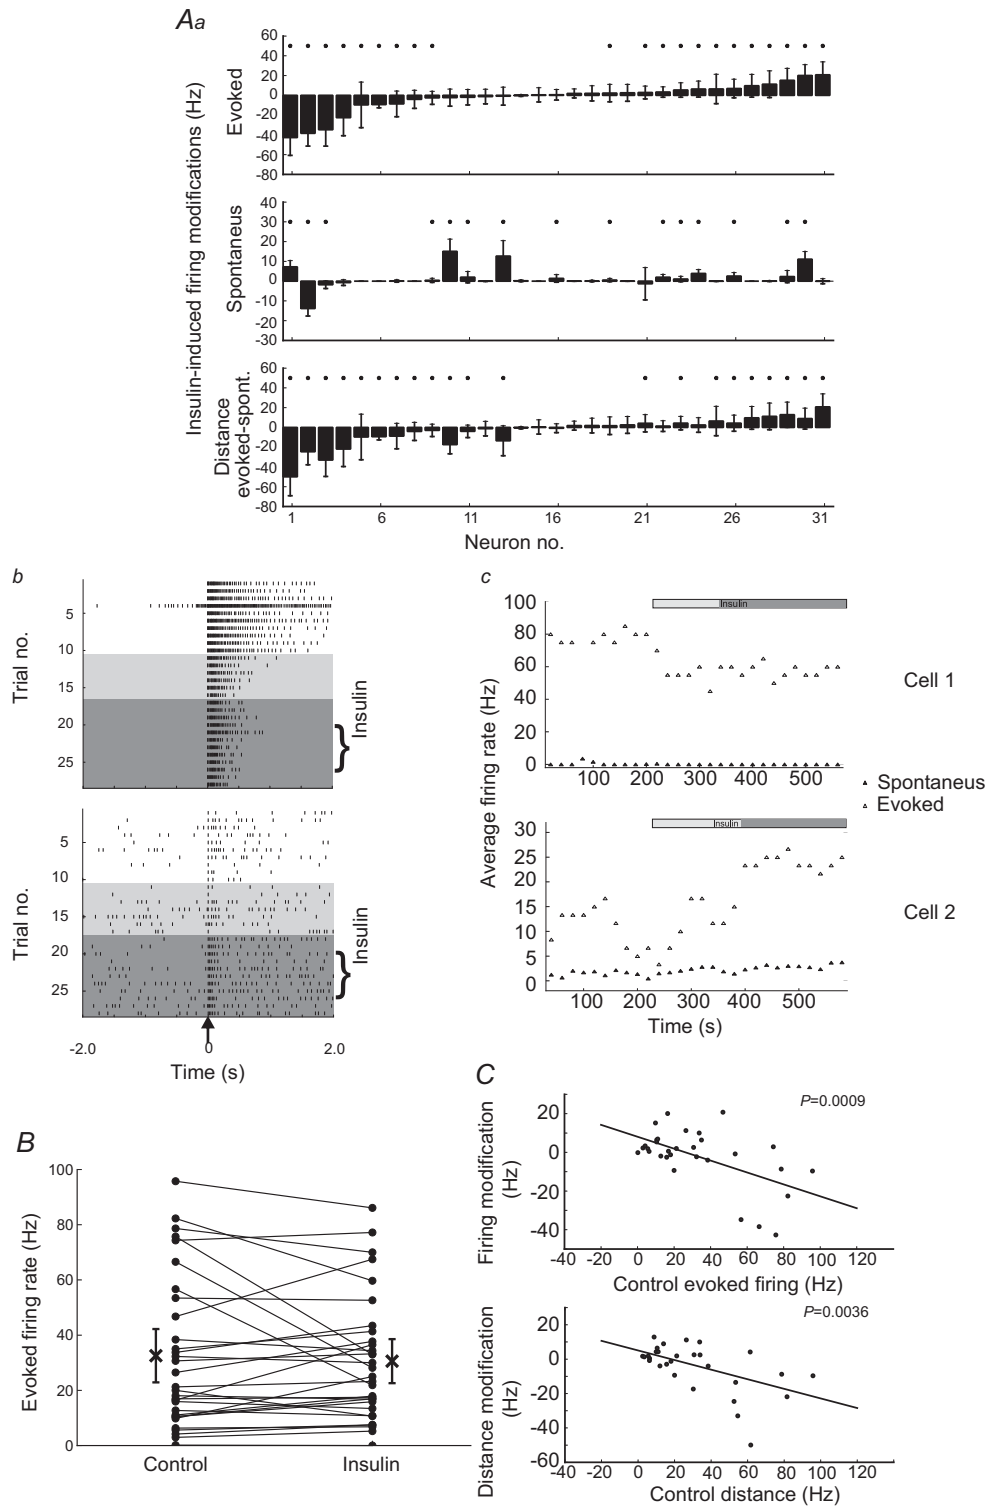 Aa
Insulin-induced firing modifications (Hz)
Evoked
60
40
20
0
-20
-40
-60
-80
Spontaneus
40
30
20
10
0
-10
-20
-30
Distance
evoked-spont.
60
40
20
0
-20
-40
-60
-80
1 6 11 16 21 26 31
Neuron no.
b
Trial no.
5
10
15
20
25
Insulin
Trial no.
5
10
15
20
25
Insulin
-2.0 0 2.0
Time (s)
c
Average firing rate (Hz)
100
80
60
40
20
0
Insulin
100 200 300 400 500
Cell 1
Spontaneus
Evoked
30
25
20
15
10
5
0
Insulin
100 200 300 400 500
Time (s)
Cell 2
B
Evoked firing rate (Hz)
100
80
60
40
20
0
Control Insulin
C
Firing modification
(Hz)
20
0
-20
-40
P=0.0009
-40 -20 0 20 40 60 80 100 120
Control evoked firing (Hz)
Distance modification
(Hz)
20
0
-20
-40
-60
P=0.0036
-40 -20 0 20 40 60 80 100 120
Control distance (Hz)